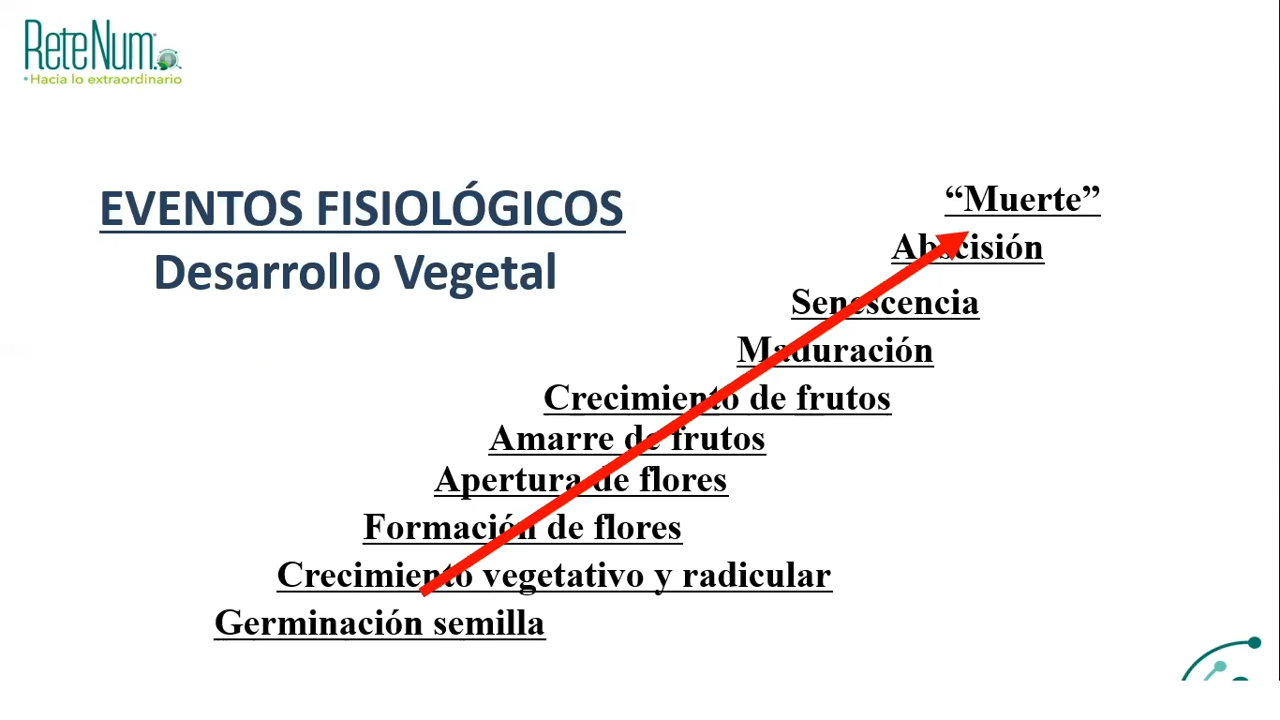 ReteNum
Hacia lo extraordinario
EVENTOS FISIOLÓGICOS
Desarrollo Vegetal
“Muerte”
Abscisión
Senescencia
Maduración
Crecimiento de frutos
Amarre de frutos
Apertura de flores
Formación de flores
Crecimiento vegetativo y radicular
Germinación semilla